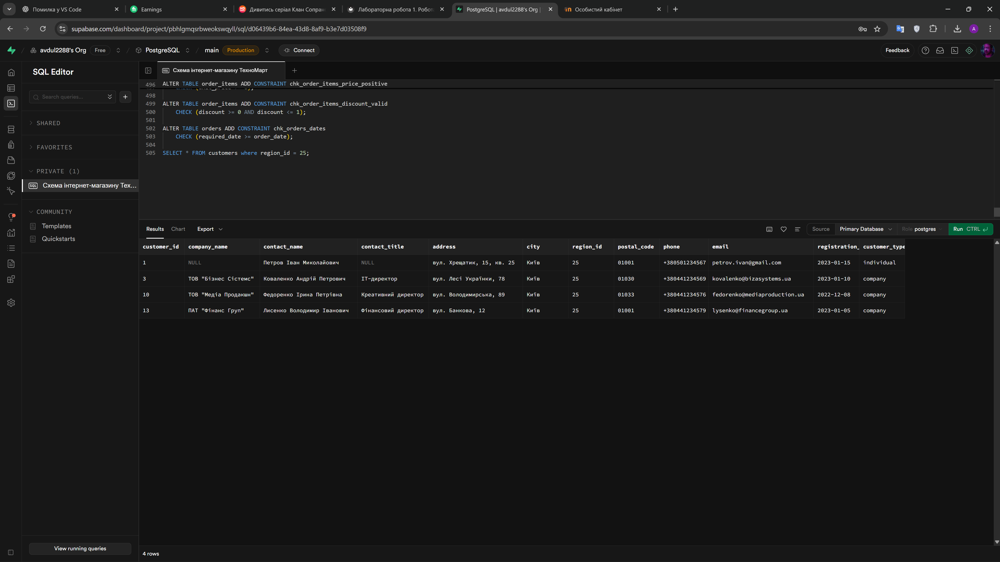 Помилка у VS Code
Earnings
Дивитись серіал Клан Сопран
Лабораторна робота 1. Робот
PostgreSQL | avdul2288's Org |
Особистий кабінет
supabase.com/dashboard/project/pbhlgmqsrbweokswqyll/sql/d06439b6-84ea-43d8-8af9-b3e7d03508f9
A
avdul2288's Org Free / PostgreSQL / main Production Connect
Feedback
SQL Editor
Search queries...
SHARED
FAVORITES
PRIVATE (1)
SQL Схема інтернет-магазину Тех...
COMMUNITY
Templates
Quickstarts
View running queries
SQL Схема інтернет-магазину ТехноМарт
496 ALTER TABLE order_items ADD CONSTRAINT chk_order_items_price_positive
498
499 ALTER TABLE order_items ADD CONSTRAINT chk_order_items_discount_valid
500 CHECK (discount >= 0 AND discount <= 1);
501
502 ALTER TABLE orders ADD CONSTRAINT chk_orders_dates
503 CHECK (required_date >= order_date);
504
505 SELECT * FROM customers where region_id = 25;
Results Chart Export
Source Primary Database Role postgres Run CTRL
customer_id company_name contact_name contact_title address city region_id postal_code phone email registration_ customer_type
1 NULL Петров Іван Миколайович NULL вул. Хрещатик, 15, кв. 25 Київ 25 01001 +380501234567 petrov.ivan@gmail.com 2023-01-15 individual
3 ТОВ "Бізнес Сістемс" Коваленко Андрій Петрович ІТ-директор вул. Лесі Українки, 78 Київ 25 01030 +380441234569 kovalenko@bizasystems.ua 2023-01-10 company
10 ТОВ "Медіа Продакшн" Федоренко Ірина Петрівна Креативний директор вул. Володимирська, 89 Київ 25 01033 +380441234576 fedorenko@mediaproduction.ua 2022-12-08 company
13 ПАТ "Фінанс Груп" Лисенко Володимир Іванович Фінансовий директор вул. Банкова, 12 Київ 25 01001 +380441234579 lysenko@financegroup.ua 2023-01-05 company
4 rows